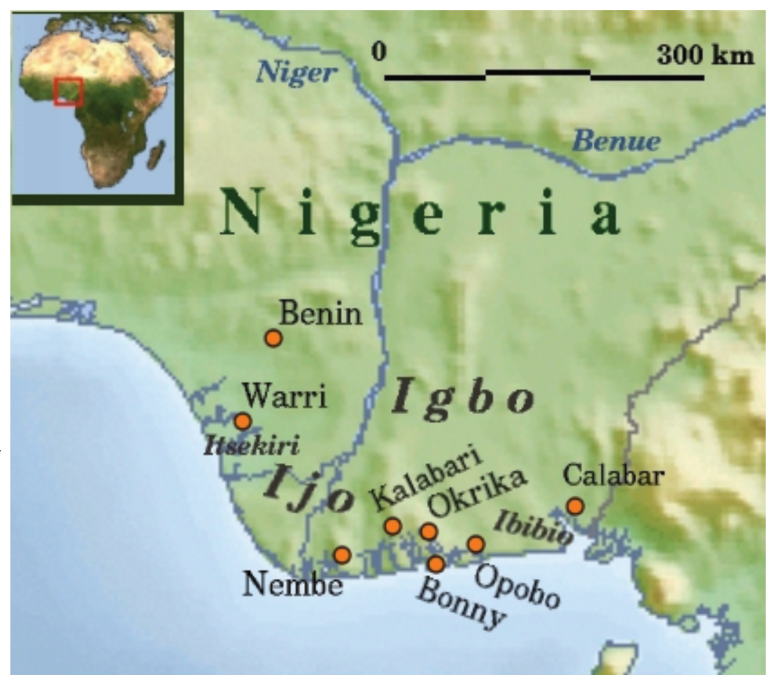 0
300 km
Niger
Benue
Nigeria
Benin
Warri
Igbo
Itsekiri
Ijo
Kalabari
Okrika
Calabar
Ibibio
Nembe
Bonny
Opobo